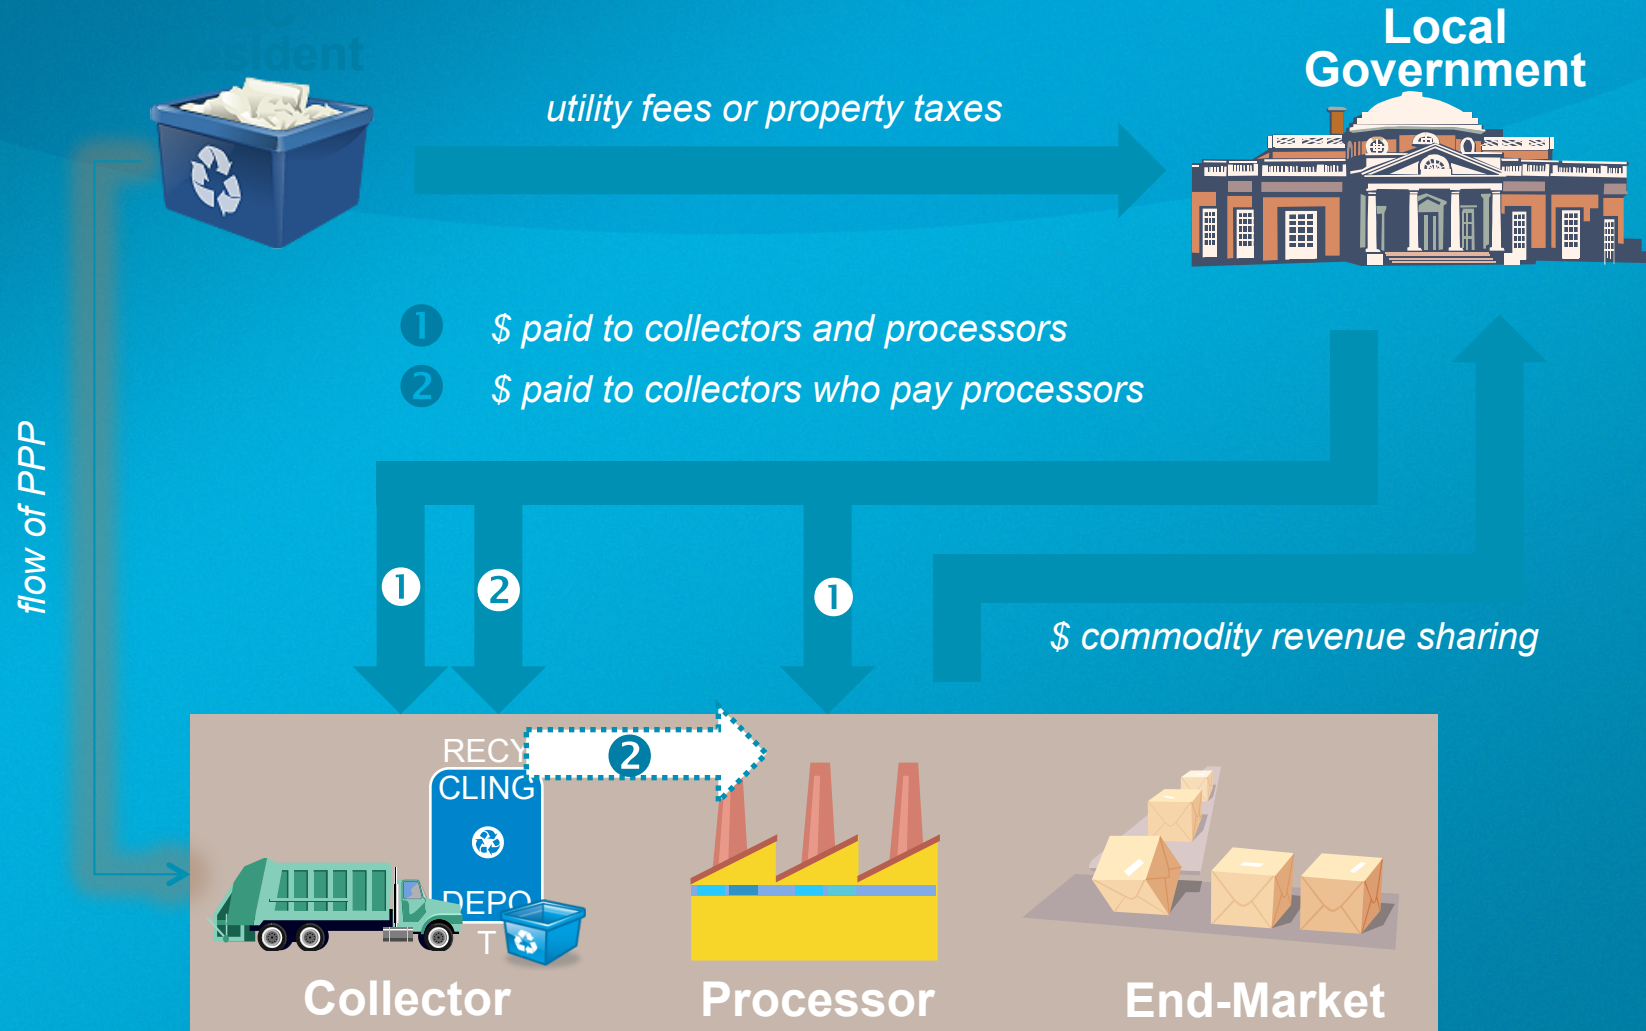 esident
Local
Government
utility fees or property taxes
1 $ paid to collectors and processors
2 $ paid to collectors who pay processors
flow of PPP
1
2
1
$ commodity revenue sharing
RECY
CLING
2
DEPO
T
Collector
Processor
End-Market